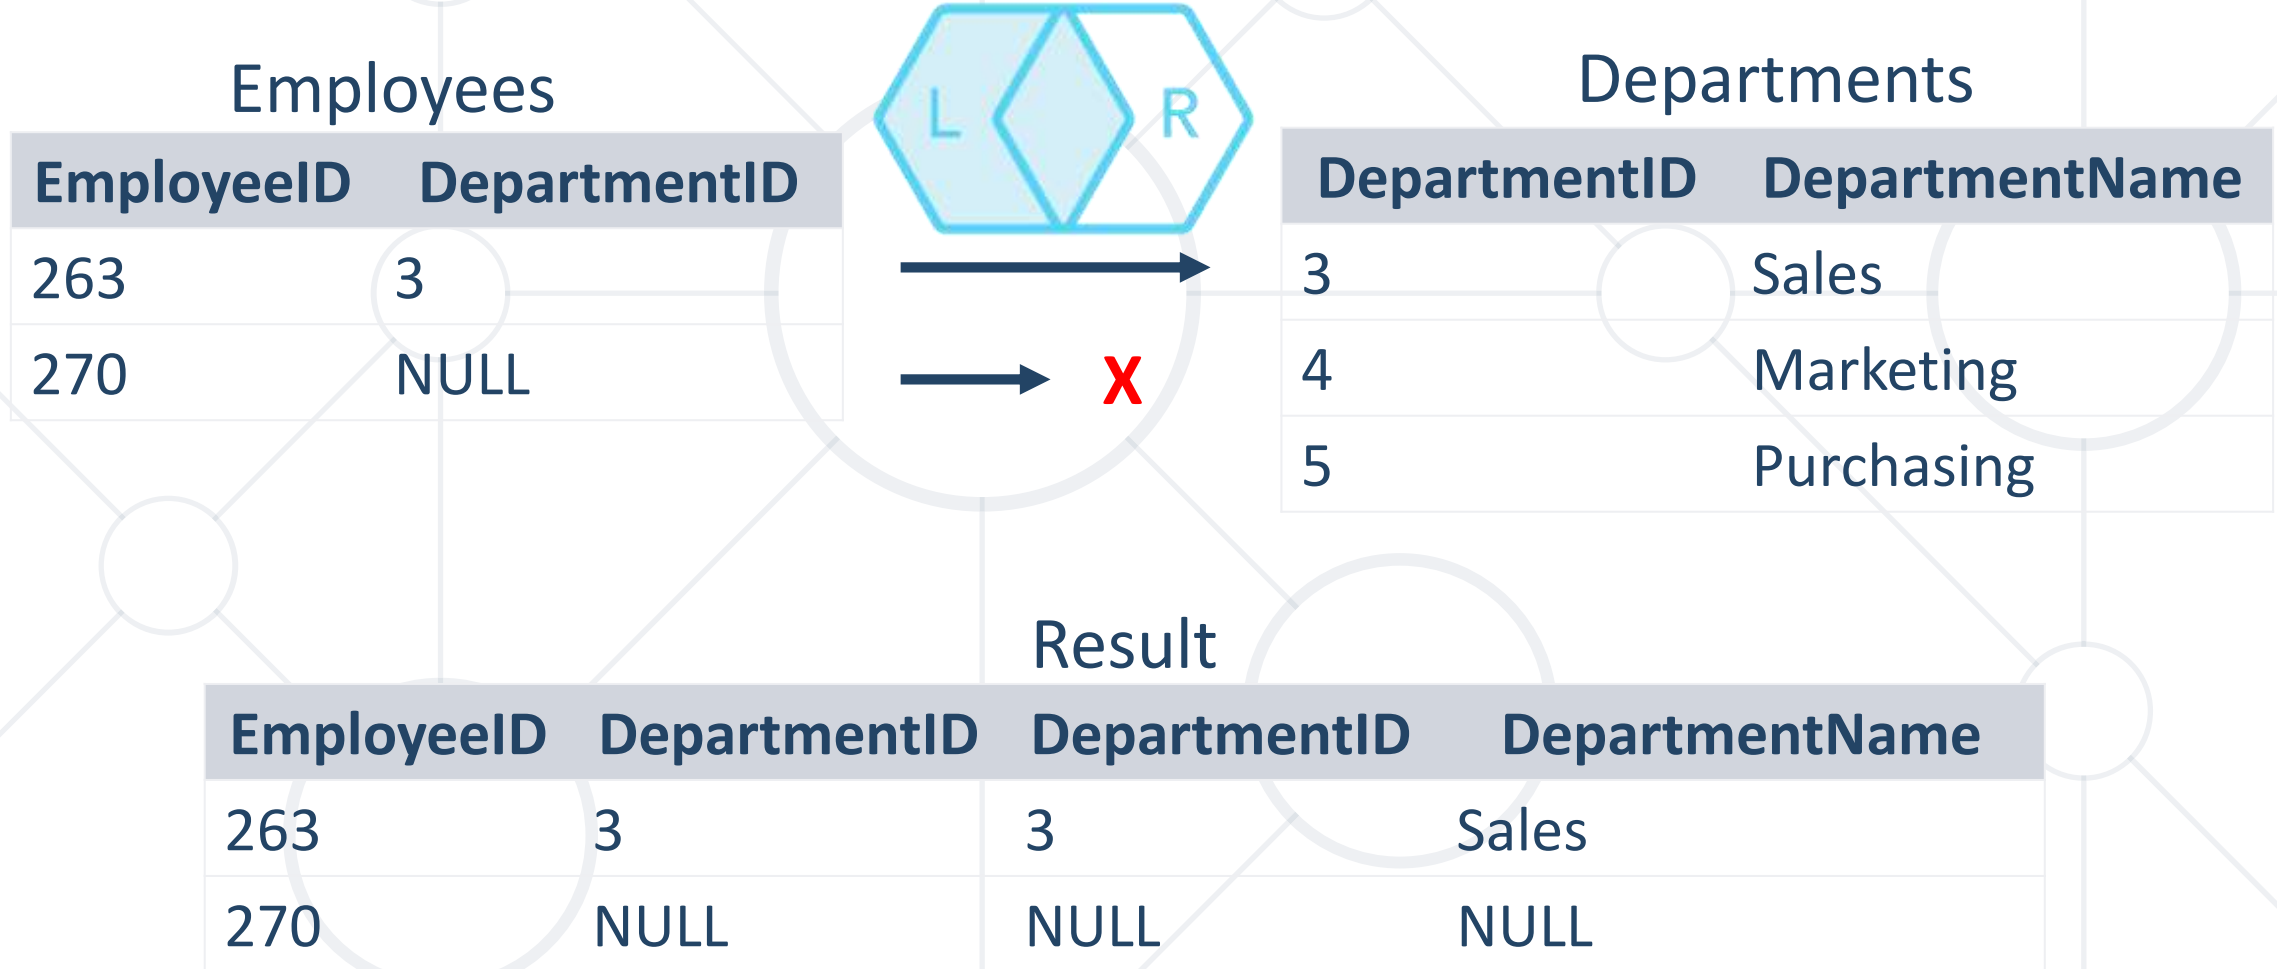 Employees
EmployeeID DepartmentID
263 3
270 NULL
L R
X
Departments
DepartmentID DepartmentName
3 Sales
4 Marketing
5 Purchasing
Result
EmployeeID DepartmentID DepartmentID DepartmentName
263 3 3 Sales
270 NULL NULL NULL